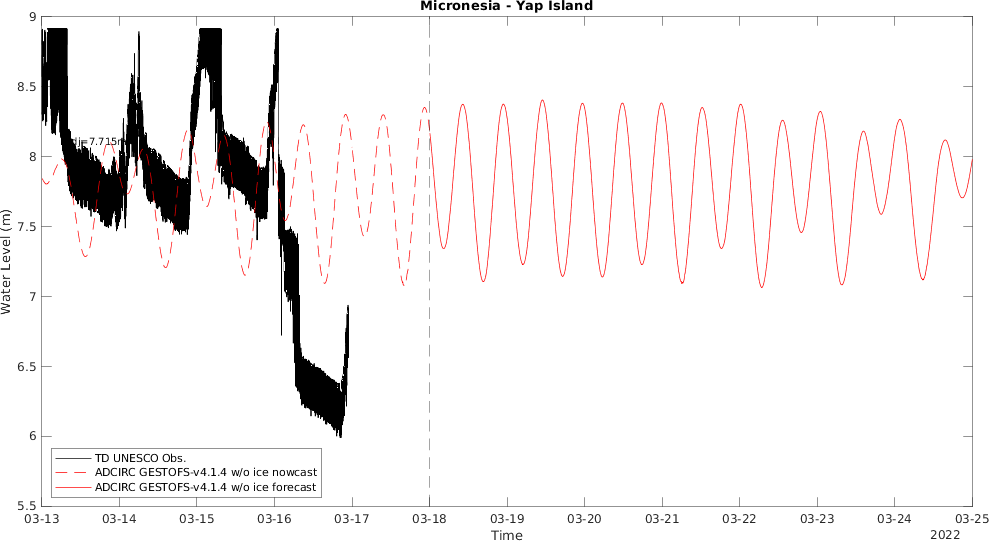 Micronesia - Yap Island
9
8.5
8
7.5
7
6.5
6
5.5
Water Level (m)
=7.715m
TD UNESCO Obs.
ADCIRC GESTOFS-v4.1.4 w/o ice nowcast
ADCIRC GESTOFS-v4.1.4 w/o ice forecast
03-13 03-14 03-15 03-16 03-17 03-18 03-19 03-20 03-21 03-22 03-23 03-24 03-25
Time
2022